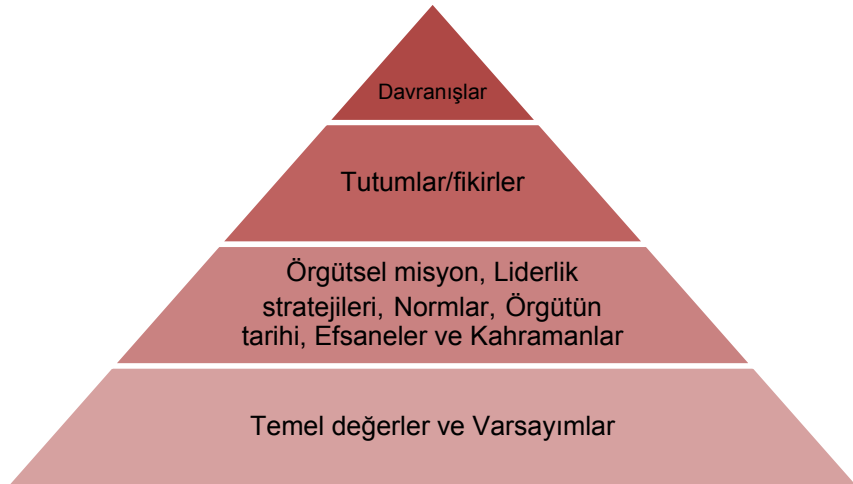 Davranışlar
Tutumlar/fikirler
Örgütsel misyon, Liderlik
stratejileri, Normlar, Örgütün
tarihi, Efsaneler ve Kahramanlar
Temel değerler ve Varsayımlar